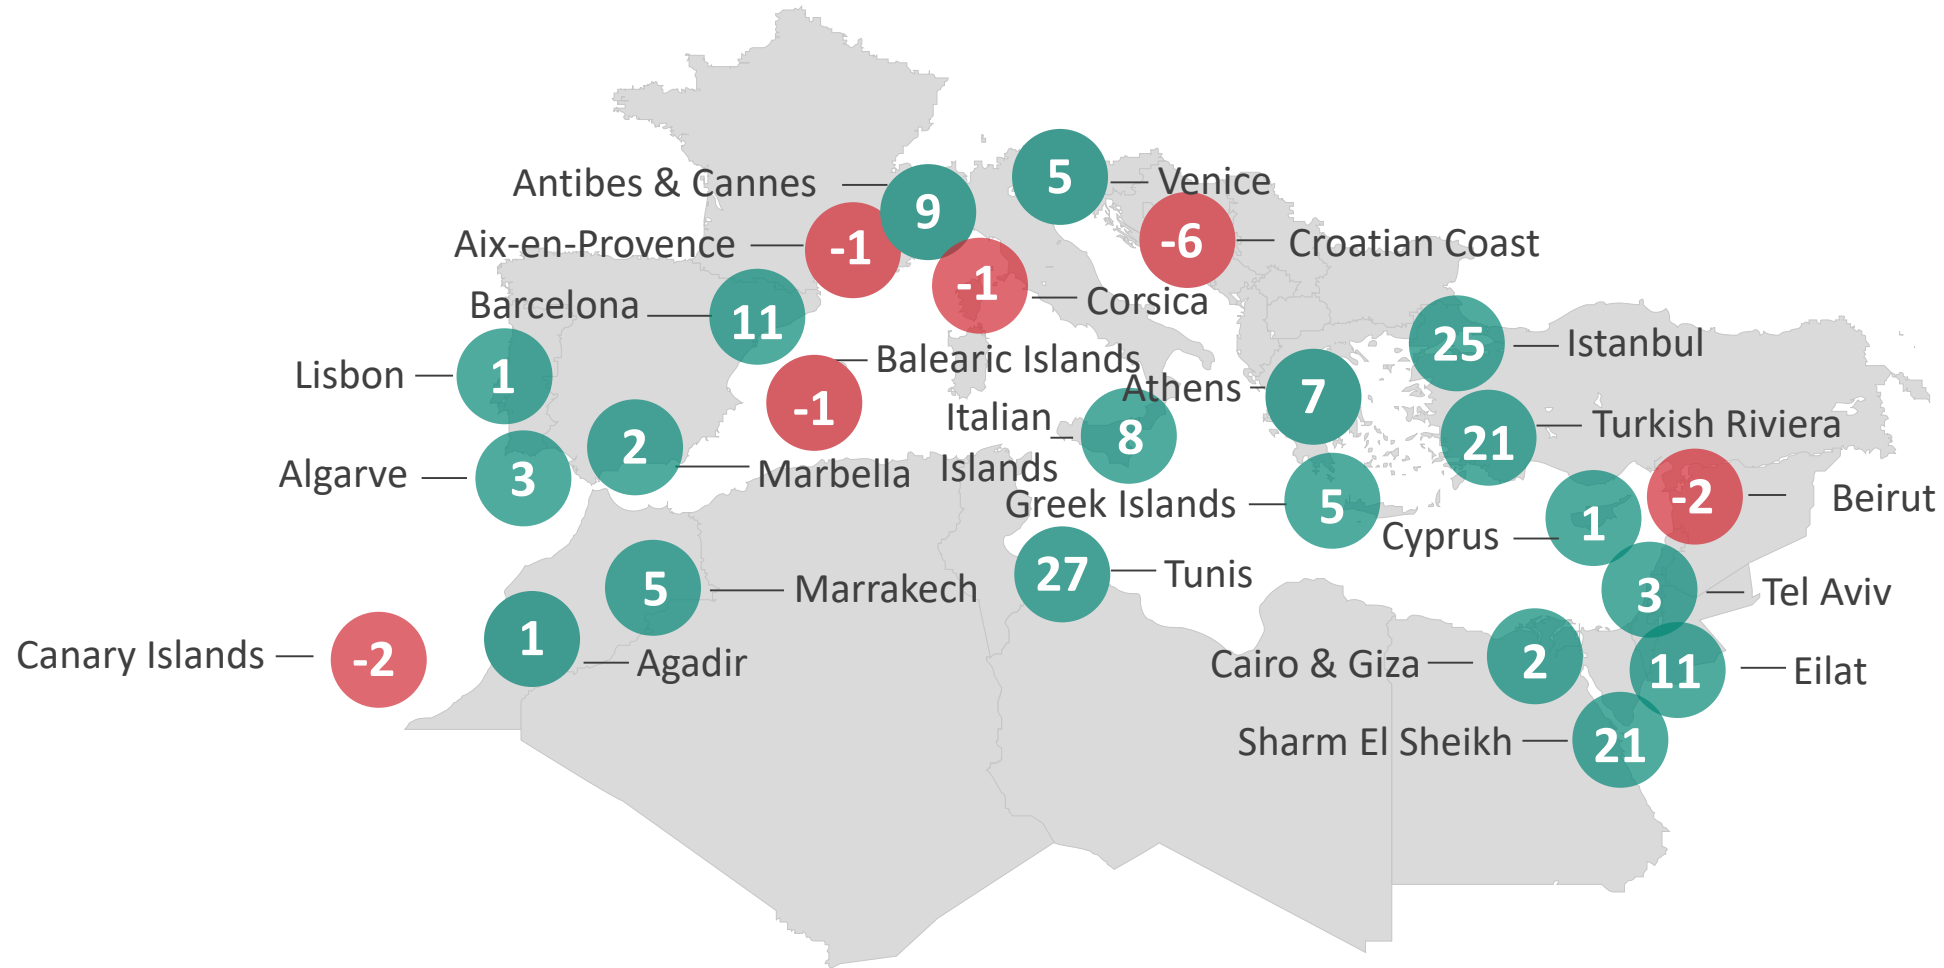 5
Venice
Antibes & Cannes
9
Aix-en-Provence
-1
-6
Croatian Coast
-1
Corsica
Barcelona
11
25
Istanbul
Balearic Islands
-1
Lisbon
1
Athens
7
Italian
Islands
8
Turkish Riviera
21
2
Marbella
Algarve
3
Greek Islands
5
-2
Beirut
Cyprus
1
27
Tunis
5
Marrakech
3
Tel Aviv
1
Agadir
Canary Islands
-2
Cairo & Giza
2
11
Eilat
Sharm El Sheikh
21